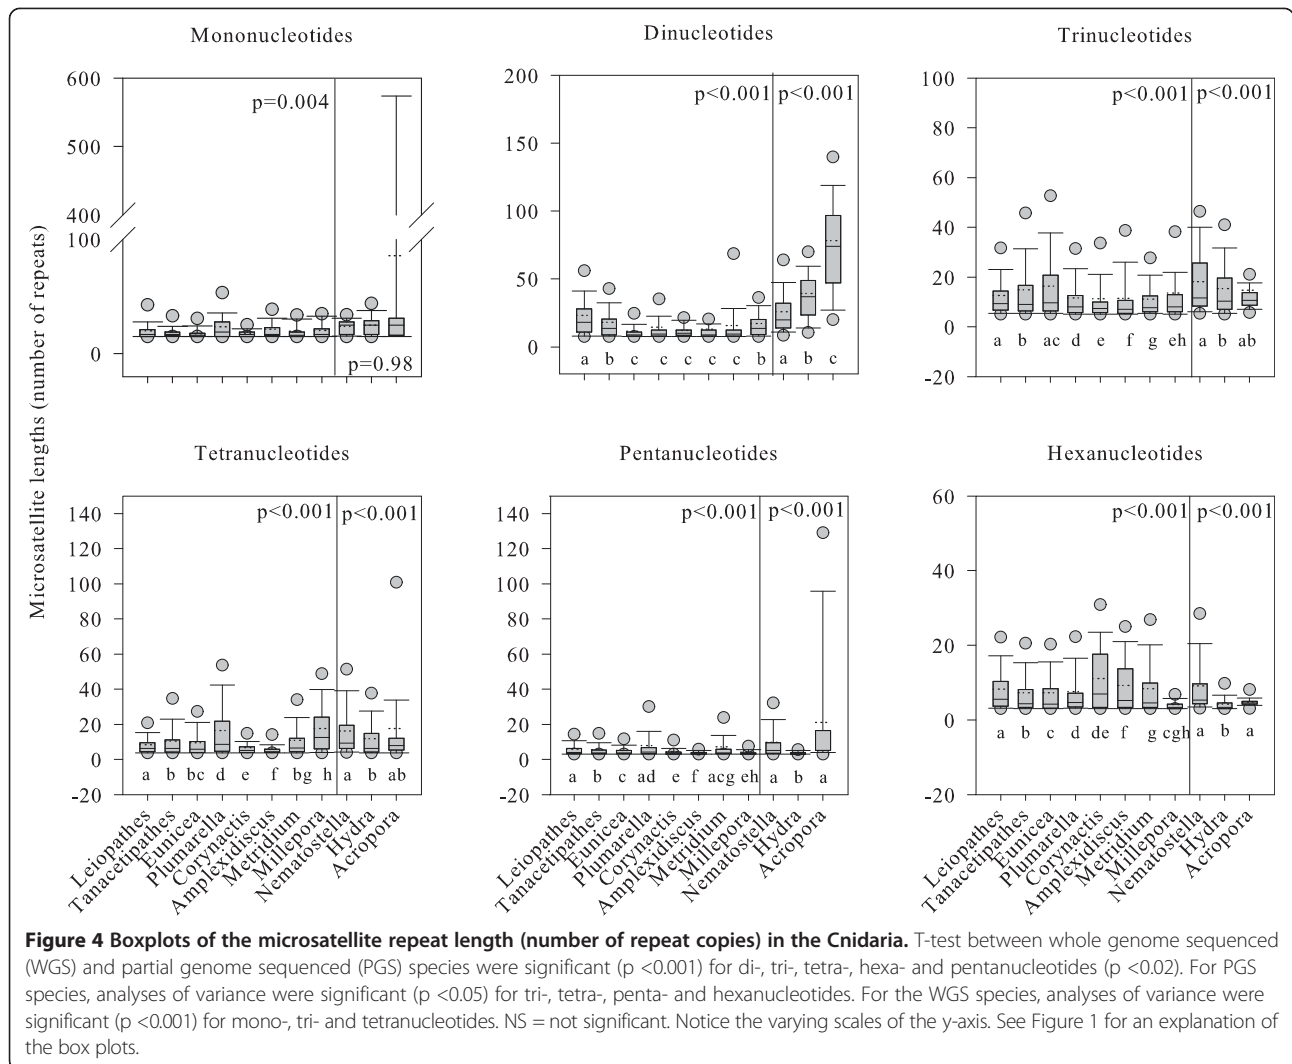 Mononucleotides
Dinucleotides
Trinucleotides
Microsatellite lengths (number of repeats)
600
500
400
100
0
p=0.004
p=0.98
200
150
100
50
0
p<0.001
p<0.001
a b c c c c c b a b c
100
80
60
40
20
0
-20
p<0.001
p<0.001
a b ac d e f g eh a b ab
Tetranucleotides
Pentanucleotides
Hexanucleotides
140
120
100
80
60
40
20
0
-20
p<0.001
p<0.001
a b bc d e f bg h a b ab
Leiopathes
Tanacetipathes
Eunicea
Plumarella
Corynactis
Amplexidiscus
Metridium
Millepora
Nematostella
Hydra
Acropora
140
120
100
80
60
40
20
0
-20
p<0.001
p<0.001
a b c ad e f acg eh a b a
Leiopathes
Tanacetipathes
Eunicea
Plumarella
Corynactis
Amplexidiscus
Metridium
Millepora
Nematostella
Hydra
Acropora
60
40
20
0
-20
p<0.001
p<0.001
a b c d de f g cgh a b a
Leiopathes
Tanacetipathes
Eunicea
Plumarella
Corynactis
Amplexidiscus
Metridium
Millepora
Nematostella
Hydra
Acropora
Figure 4 Boxplots of the microsatellite repeat length (number of repeat copies) in the Cnidaria. T-test between whole genome sequenced
(WGS) and partial genome sequenced (PGS) species were significant (p <0.001) for di-, tri-, tetra-, hexa- and pentanucleotides (p <0.02). For PGS
species, analyses of variance were significant (p <0.05) for tri-, tetra-, penta- and hexanucleotides. For the WGS species, analyses of variance were
significant (p <0.001) for mono-, tri- and tetranucleotides. NS = not significant. Notice the varying scales of the y-axis. See Figure 1 for an explanation of
the box plots.